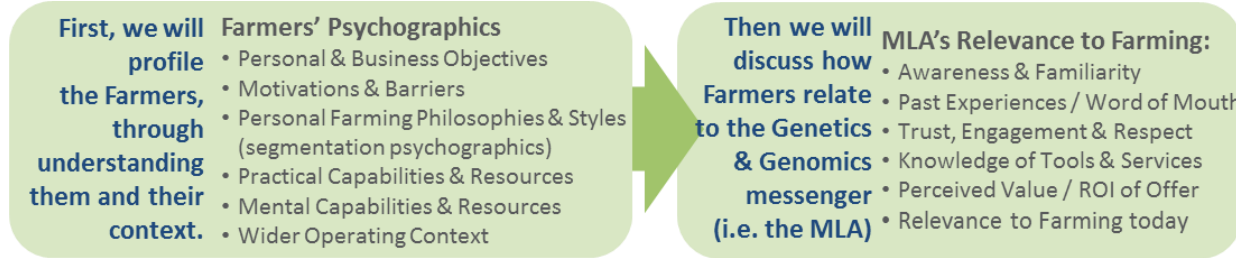 First, we will
profile
the Farmers,
through
understanding
them and their
context.
Farmers' Psychographics
• Personal & Business Objectives
• Motivations & Barriers
• Personal Farming Philosophies & Styles
(segmentation psychographics)
• Practical Capabilities & Resources
• Mental Capabilities & Resources
• Wider Operating Context
Then we will
discuss how
Farmers relate
to the Genetics
& Genomics
messenger
(i.e. the MLA)
MLA's Relevance to Farming:
• Awareness & Familiarity
• Past Experiences / Word of Mouth
• Trust, Engagement & Respect
• Knowledge of Tools & Services
• Perceived Value / ROI of Offer
• Relevance to Farming today